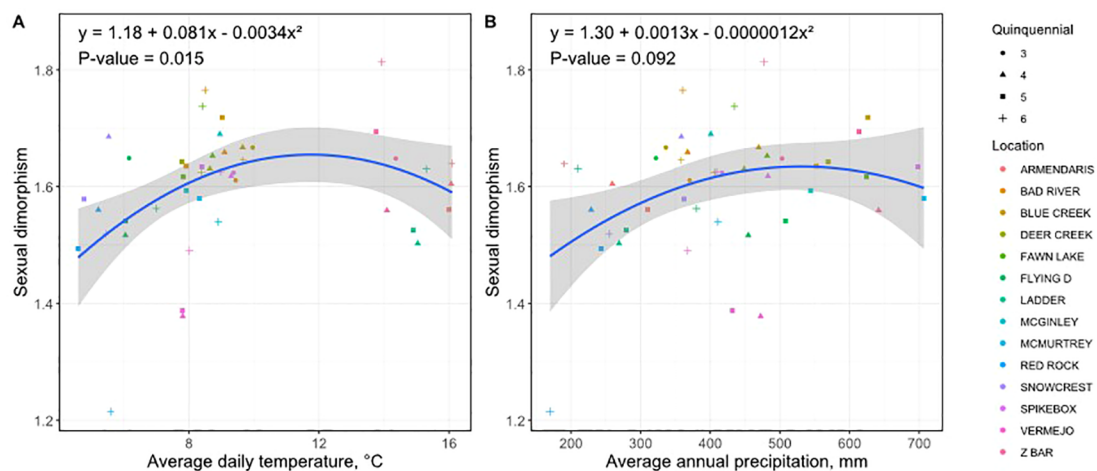 A
y = 1.18 + 0.081x - 0.0034x²
P-value = 0.015
Sexual dimorphism
1.8
1.6
1.4
1.2
8
12
16
Average daily temperature, °C
B
y = 1.30 + 0.0013x - 0.0000012x²
P-value = 0.092
Sexual dimorphism
1.8
1.6
1.4
1.2
200
300
400
500
600
700
Average annual precipitation, mm
Quinquennial
3
4
5
6
Location
ARMENDARIS
BAD RIVER
BLUE CREEK
DEER CREEK
FAWN LAKE
FLYING D
LADDER
MCGINLEY
MCMURTREY
RED ROCK
SNOWCREST
SPIKEBOX
VERMEJO
Z BAR